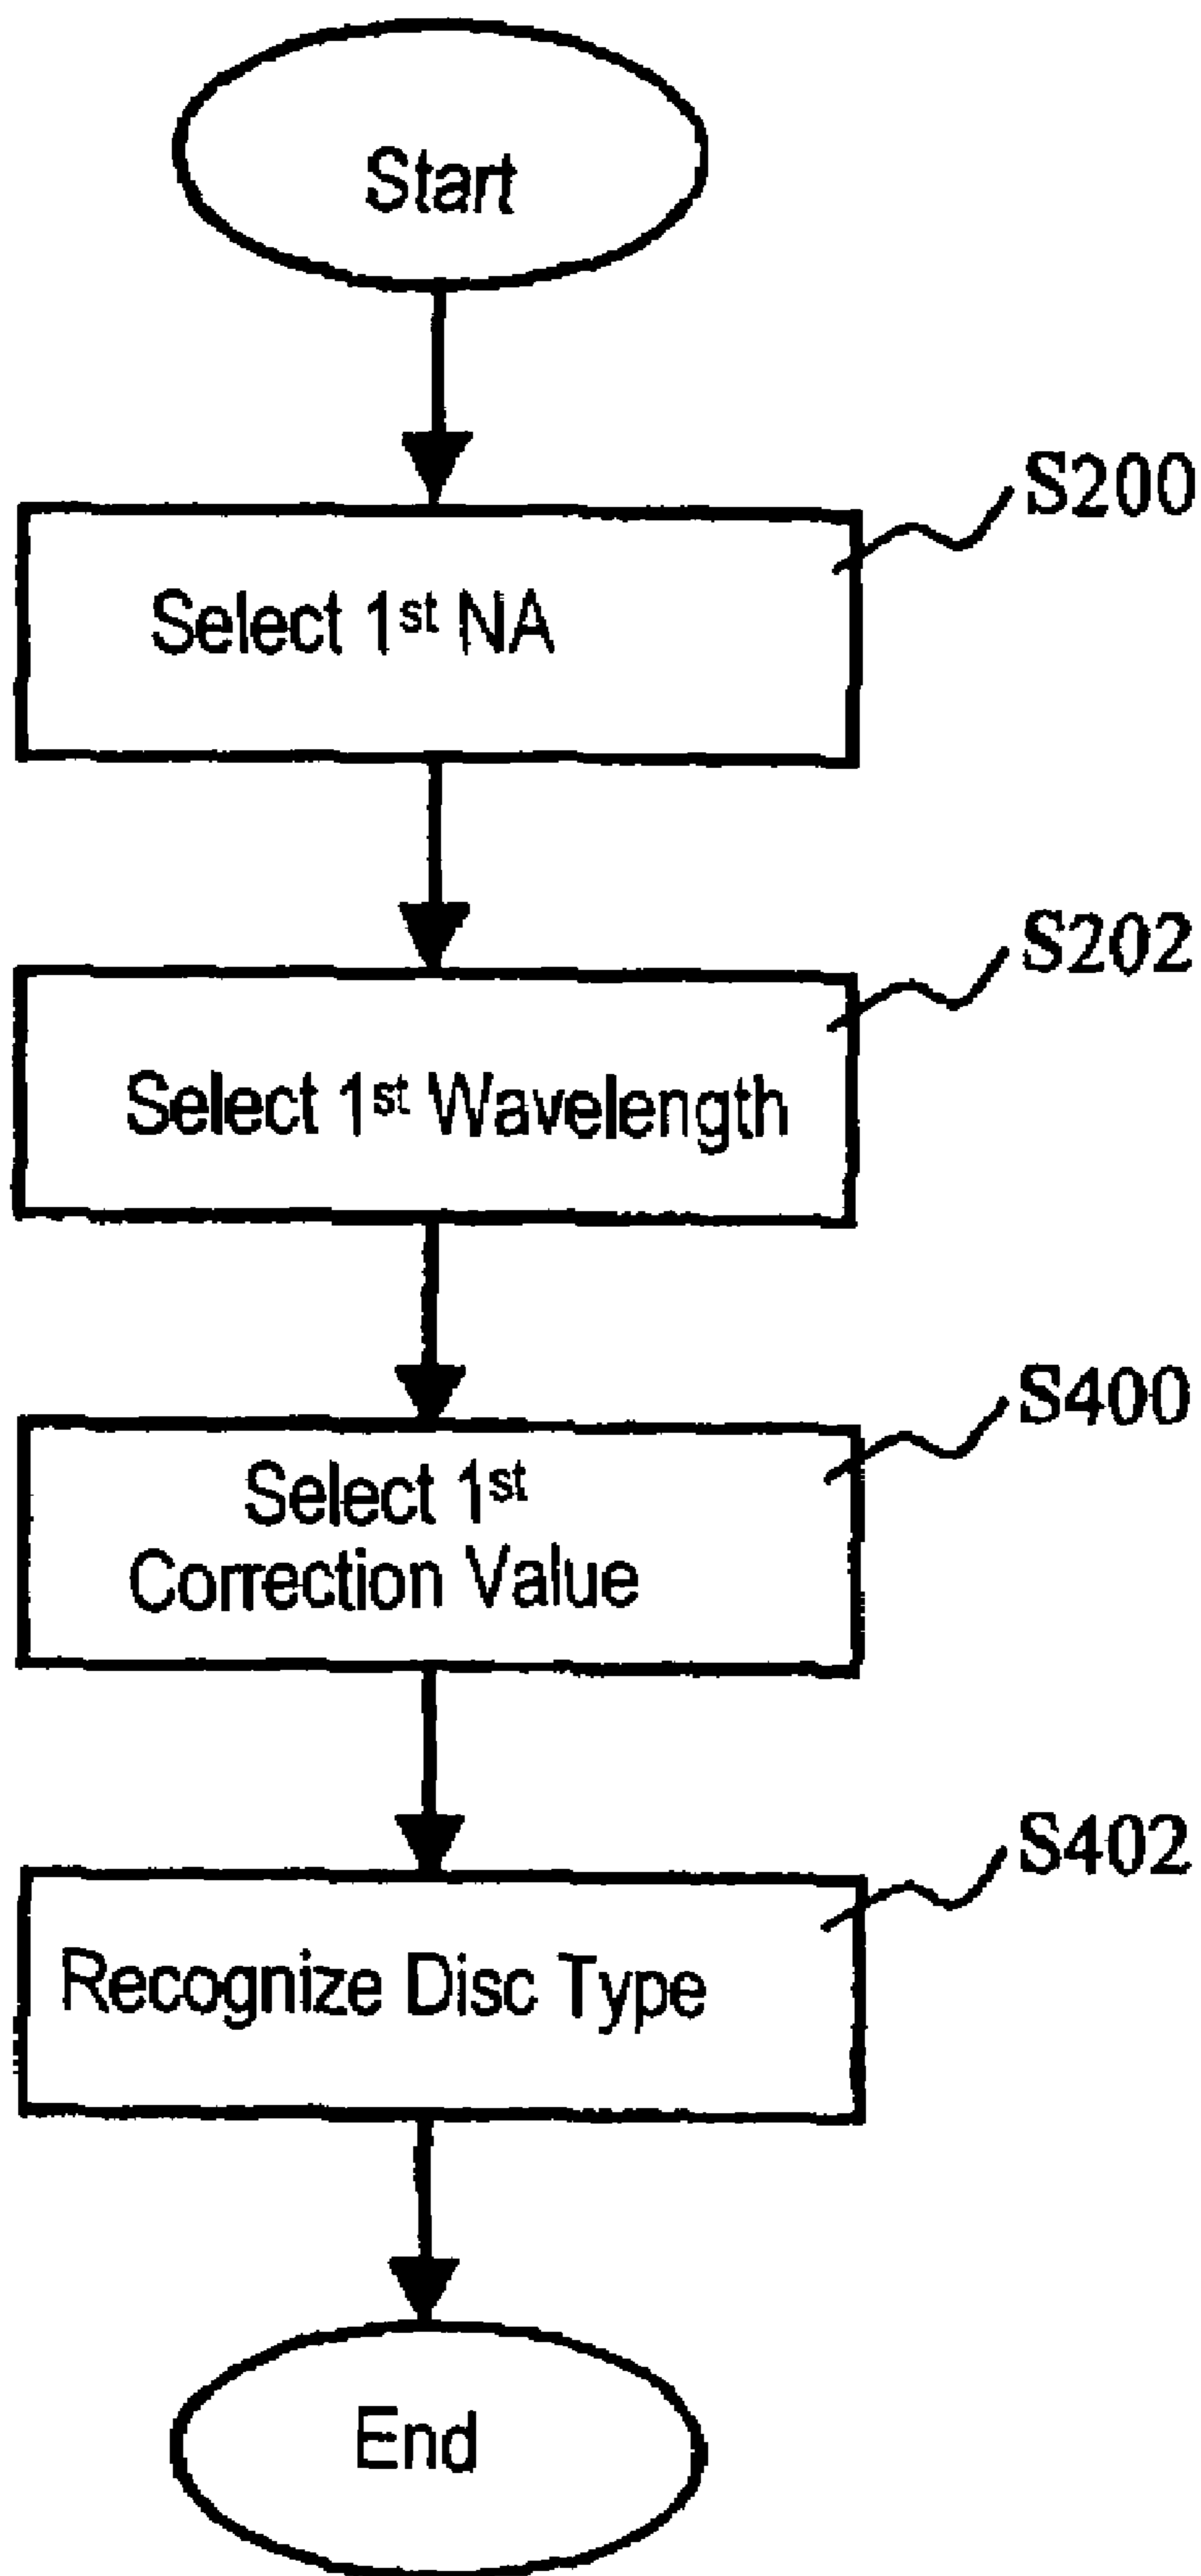 Start
S200
Select 1st NA
S202
Select 1st Wavelength
S400
Select 1st
Correction Value
S402
Recognize Disc Type
End